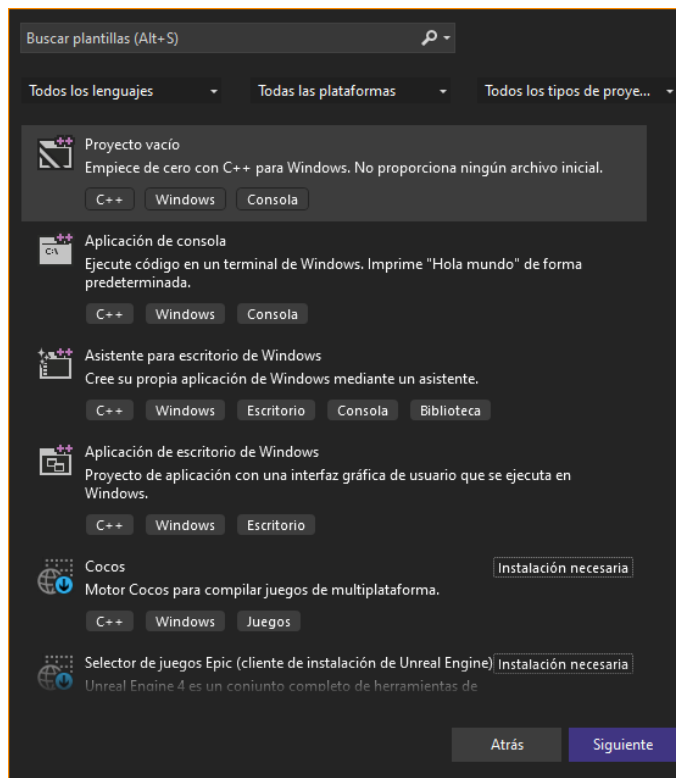 Buscar plantillas (Alt+S)
Todos los lenguajes
Todas las plataformas
Todos los tipos de proye...
Proyecto vacío
Empiece de cero con C++ para Windows. No proporciona ningún archivo inicial.
C++
Windows
Consola
Aplicación de consola
C:\
Ejecute código en un terminal de Windows. Imprime "Hola mundo" de forma
predeterminada.
C++
Windows
Consola
Asistente para escritorio de Windows
Cree su propia aplicación de Windows mediante un asistente.
C++
Windows
Escritorio
Consola
Biblioteca
Aplicación de escritorio de Windows
Proyecto de aplicación con una interfaz gráfica de usuario que se ejecuta en
Windows.
C++
Windows
Escritorio
Cocos
Instalación necesaria
Motor Cocos para compilar juegos de multiplataforma.
C++
Windows
Juegos
Selector de juegos Epic (cliente de instalación de Unreal Engine)
Instalación necesaria
Unreal Engine 4 es un conjunto completo de herramientas de
Atrás
Siguiente